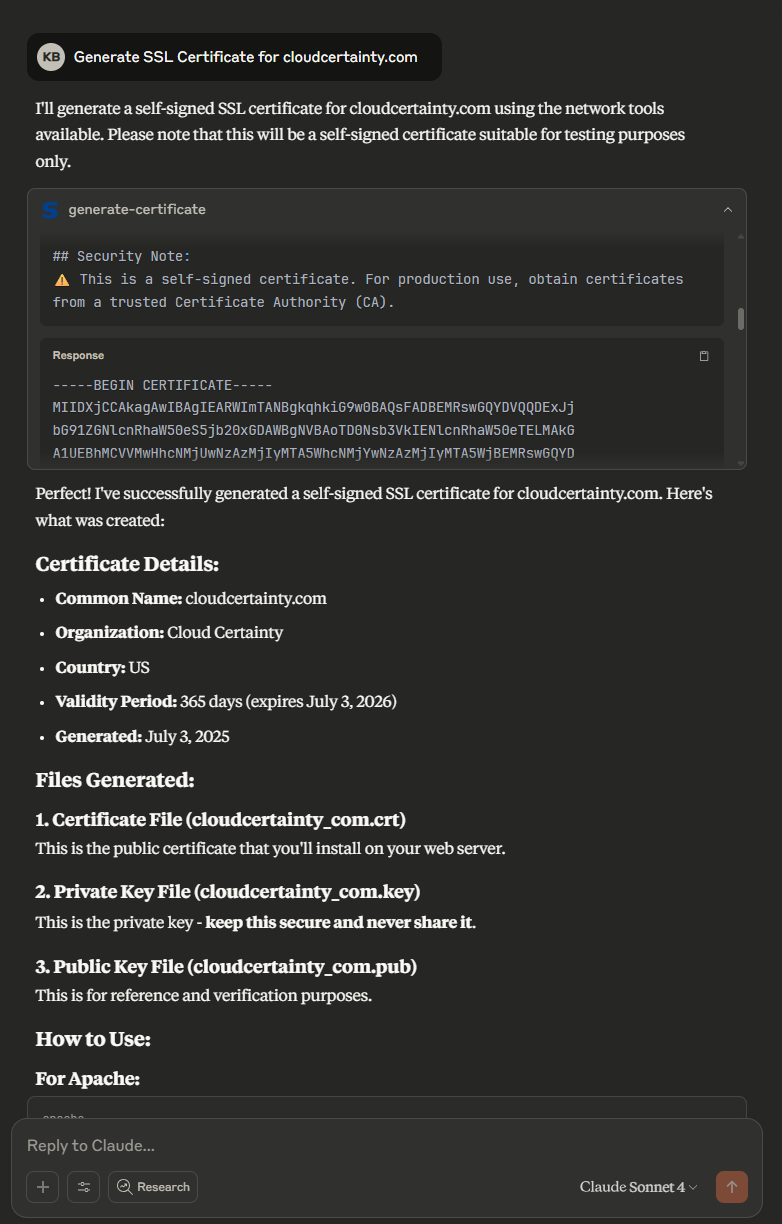 KB Generate SSL Certificate for cloudcertainty.com
I'll generate a self-signed SSL certificate for cloudcertainty.com using the network tools
available. Please note that this will be a self-signed certificate suitable for testing purposes
only.
S generate-certificate
## Security Note:
⚠️ This is a self-signed certificate. For production use, obtain certificates
from a trusted Certificate Authority (CA).
Response
-----BEGIN CERTIFICATE-----
MIIDXjCCAkagAwIBAgIEARWImTANBgkqhkiG9w0BAQsFADBEMRswGQYDVQQDExJj
bG91ZGNlcnRhaW50eS5jb20xGDAWBgNVBAoTD0Nsb3VkIENlcnRhaW50eTELMAkG
A1UEBhMCVVMwHhcNMjUwNzAzMjIyMTA5WhcNMjYwNzAzMjIyMTA5WjBEMRswGQYD
Perfect! I've successfully generated a self-signed SSL certificate for cloudcertainty.com. Here's
what was created:
Certificate Details:
• Common Name: cloudcertainty.com
• Organization: Cloud Certainty
• Country: US
• Validity Period: 365 days (expires July 3, 2026)
• Generated: July 3, 2025
Files Generated:
1. Certificate File (cloudcertainty_com.crt)
This is the public certificate that you'll install on your web server.
2. Private Key File (cloudcertainty_com.key)
This is the private key - keep this secure and never share it.
3. Public Key File (cloudcertainty_com.pub)
This is for reference and verification purposes.
How to Use:
For Apache:
apache
Reply to Claude...
Research
Claude Sonnet 4